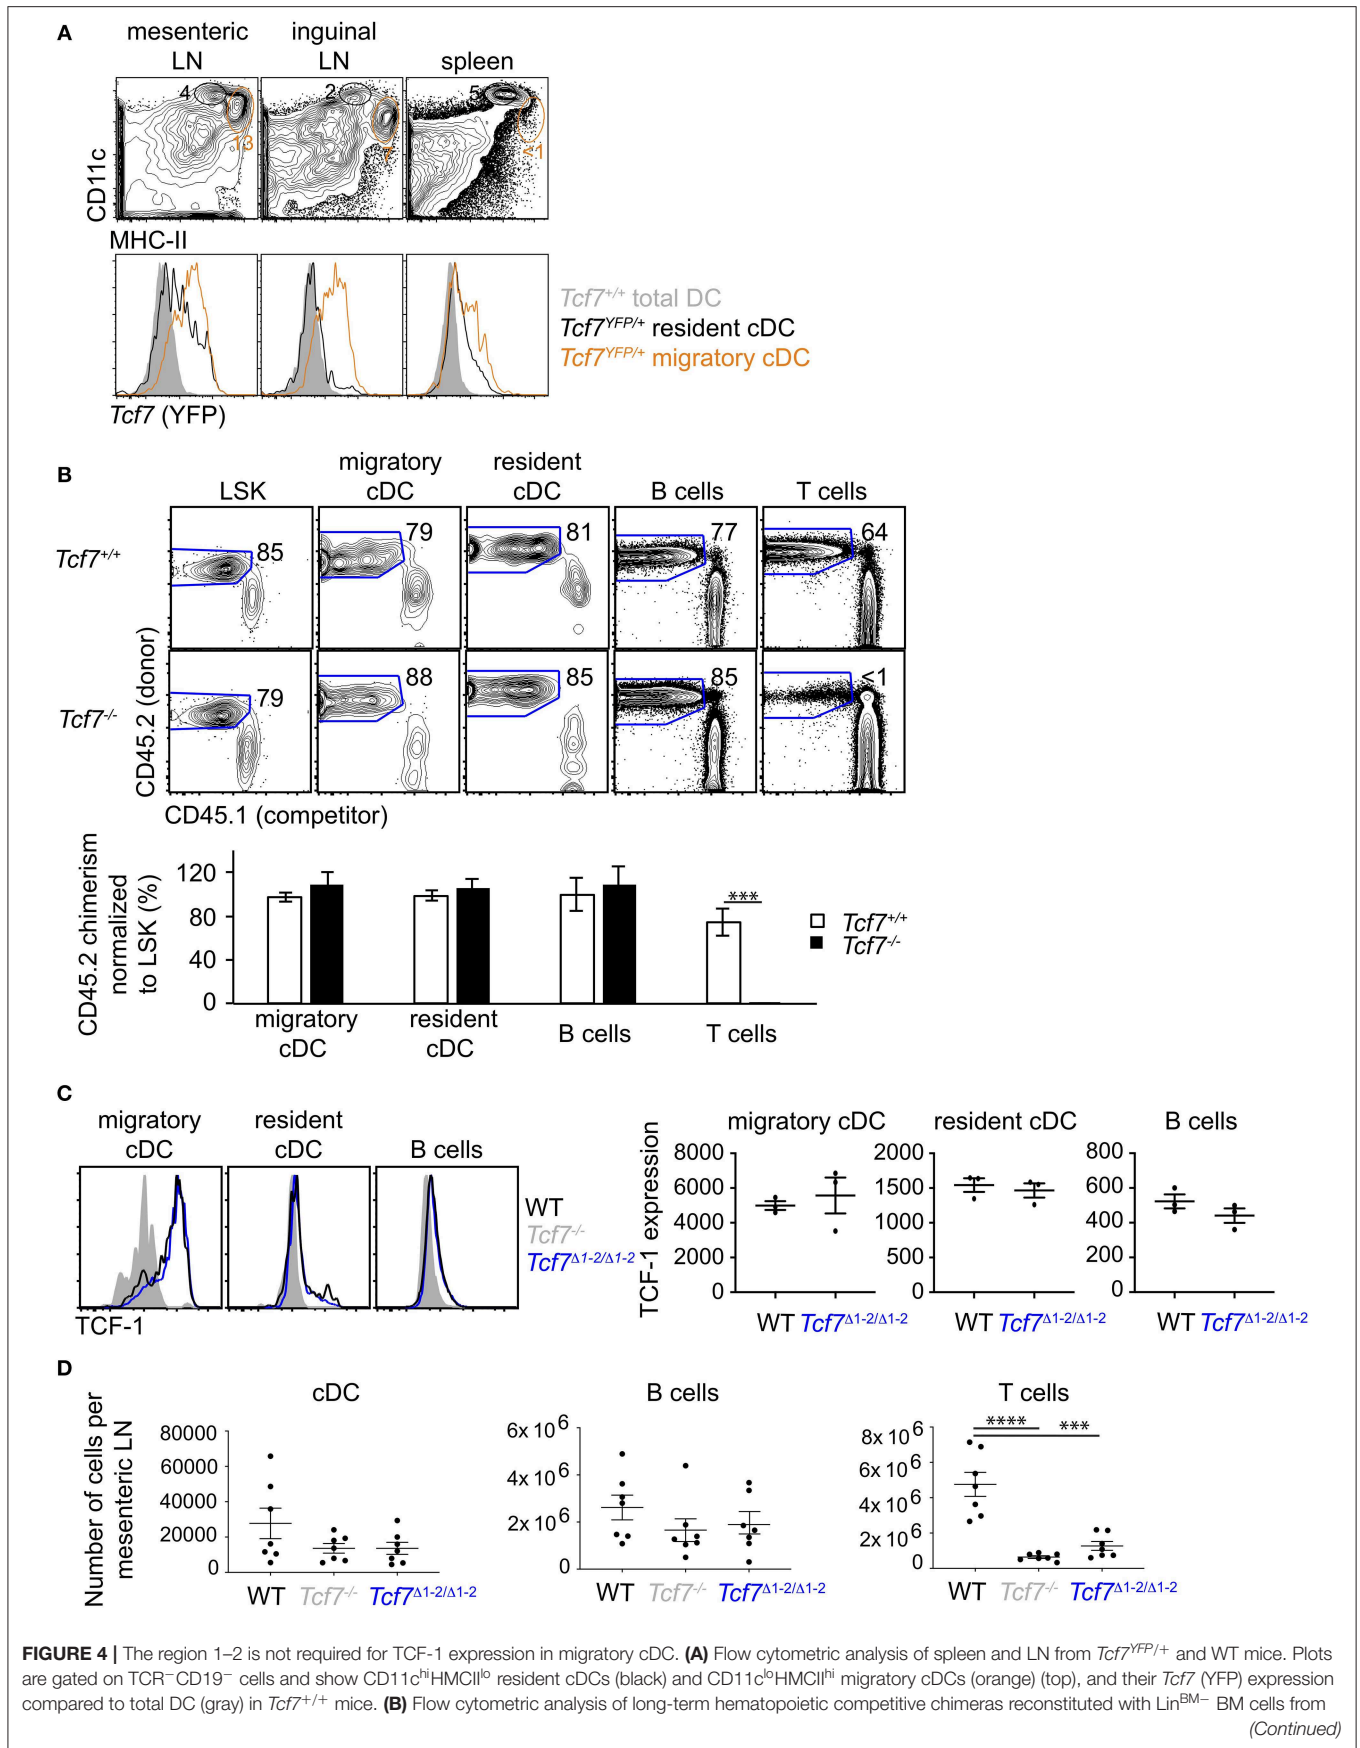 A
mesenteric LN
inguinal LN
spleen
4
13
2
7
5
<1
CD11c
MHC-II
Tcf7+/+ total DC
Tcf7YFP/+ resident cDC
Tcf7YFP/+ migratory cDC
Tcf7 (YFP)
B
LSK
migratory cDC
resident cDC
B cells
T cells
Tcf7+/+
85
79
81
77
64
Tcf7-/-
79
88
85
85
<1
CD45.2 (donor)
CD45.1 (competitor)
CD45.2 chimerism normalized to LSK (%)
120
80
40
0
***
Tcf7+/+
Tcf7-/-
migratory cDC
resident cDC
B cells
T cells
C
migratory cDC
resident cDC
B cells
WT
Tcf7-/-
Tcf7Δ1-2/Δ1-2
TCF-1
TCF-1 expression
migratory cDC
8000
6000
4000
2000
0
WT Tcf7Δ1-2/Δ1-2
resident cDC
2000
1500
1000
500
0
WT Tcf7Δ1-2/Δ1-2
B cells
800
600
400
200
0
WT Tcf7Δ1-2/Δ1-2
D
Number of cells per mesenteric LN
cDC
80000
60000
40000
20000
0
WT Tcf7-/- Tcf7Δ1-2/Δ1-2
B cells
6x 10 6
4x 10 6
2x 10 6
0
WT Tcf7-/- Tcf7Δ1-2/Δ1-2
T cells
**** ***
8x 10 6
6x 10 6
4x 10 6
2x 10 6
0
WT Tcf7-/- Tcf7Δ1-2/Δ1-2
FIGURE 4 | The region 1–2 is not required for TCF-1 expression in migratory cDC. (A) Flow cytometric analysis of spleen and LN from Tcf7YFP/+ and WT mice. Plots
are gated on TCR−CD19− cells and show CD11chiHMCIIlo resident cDCs (black) and CD11cloHMCIIhi migratory cDCs (orange) (top), and their Tcf7 (YFP) expression
compared to total DC (gray) in Tcf7+/+ mice. (B) Flow cytometric analysis of long-term hematopoietic competitive chimeras reconstituted with LinBM− BM cells from
(Continued)